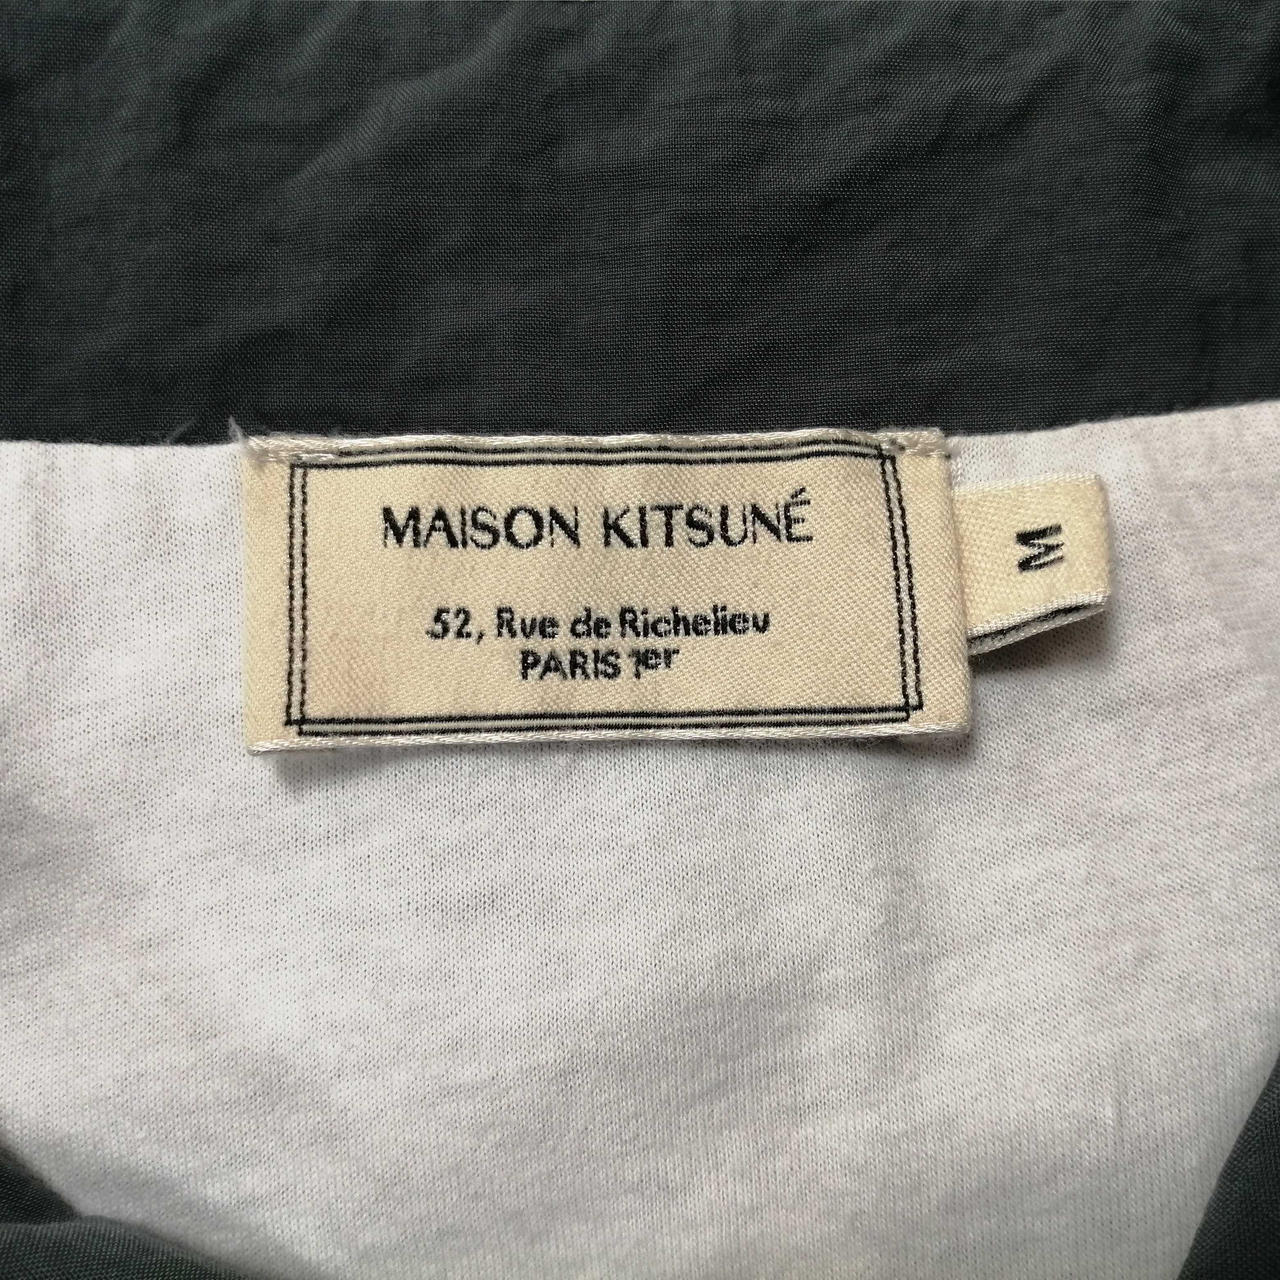 MAISON KITSUNÉ
52, Rue de Richelieu
PARIS 1er
M